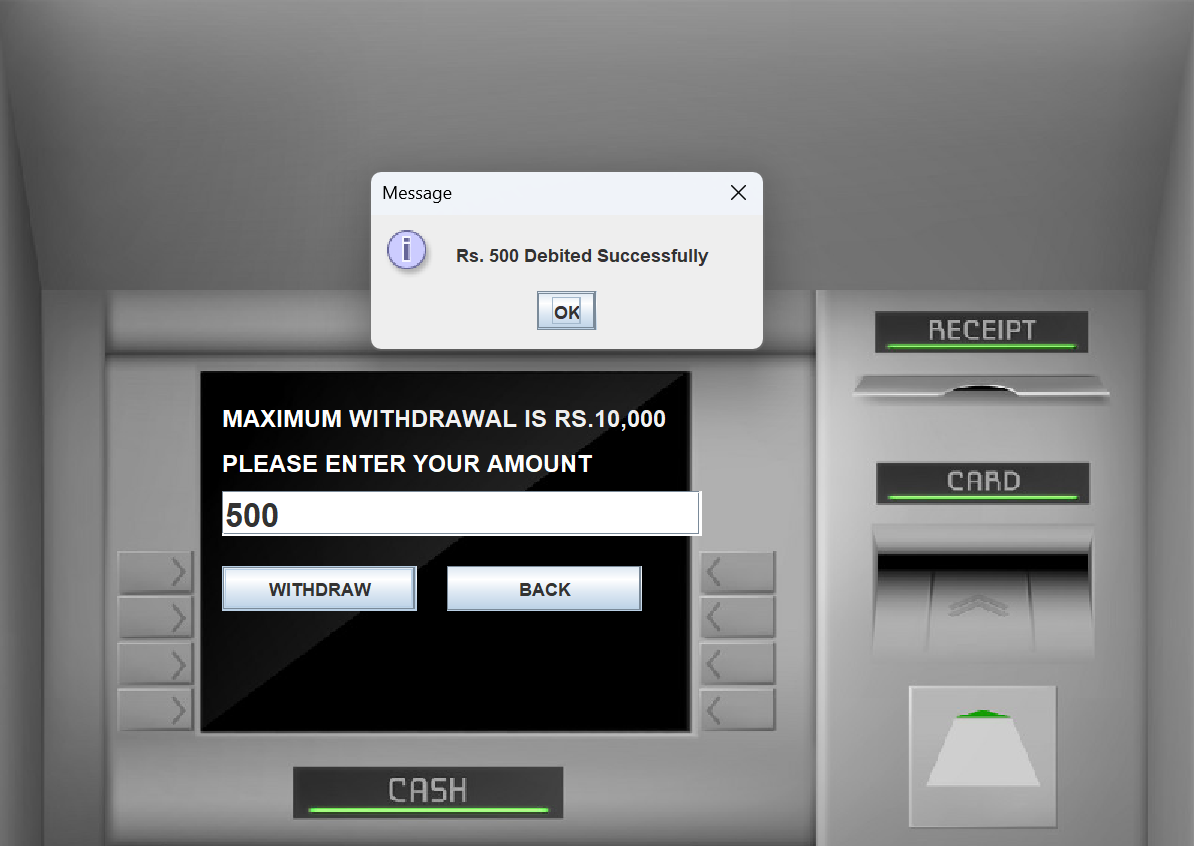 Message
Rs. 500 Debited Successfully
OK
RECEIPT
MAXIMUM WITHDRAWAL IS RS.10,000
PLEASE ENTER YOUR AMOUNT
500
CARD
WITHDRAW
BACK
CASH